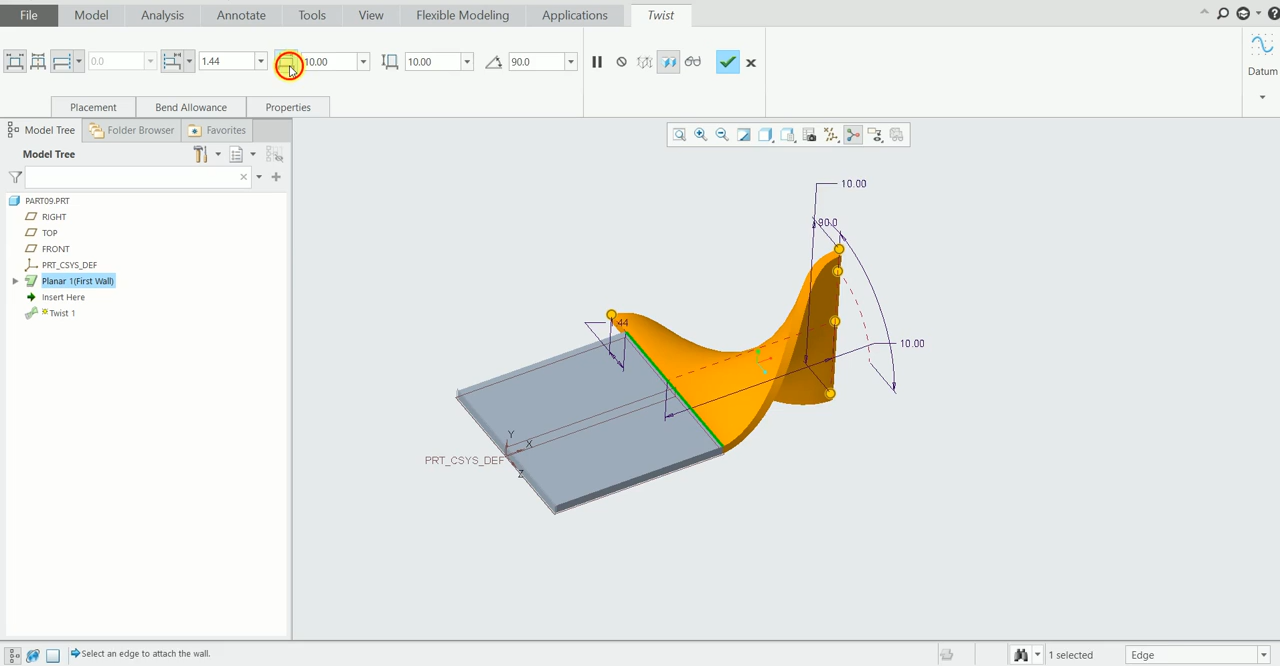 File Model Analysis Annotate Tools View Flexible Modeling Applications Twist
0.0 1.44 10.00 10.00 90.0
Datum
Placement Bend Allowance Properties
Model Tree Folder Browser Favorites
Model Tree
PART09.PRT
RIGHT
TOP
FRONT
PRT_CSYS_DEF
Planar 1(First Wall)
Insert Here
Twist 1
10.00
90.0
44
10.00
Y
X
PRT_CSYS_DEF
Z
Select an edge to attach the wall. 1 selected Edge